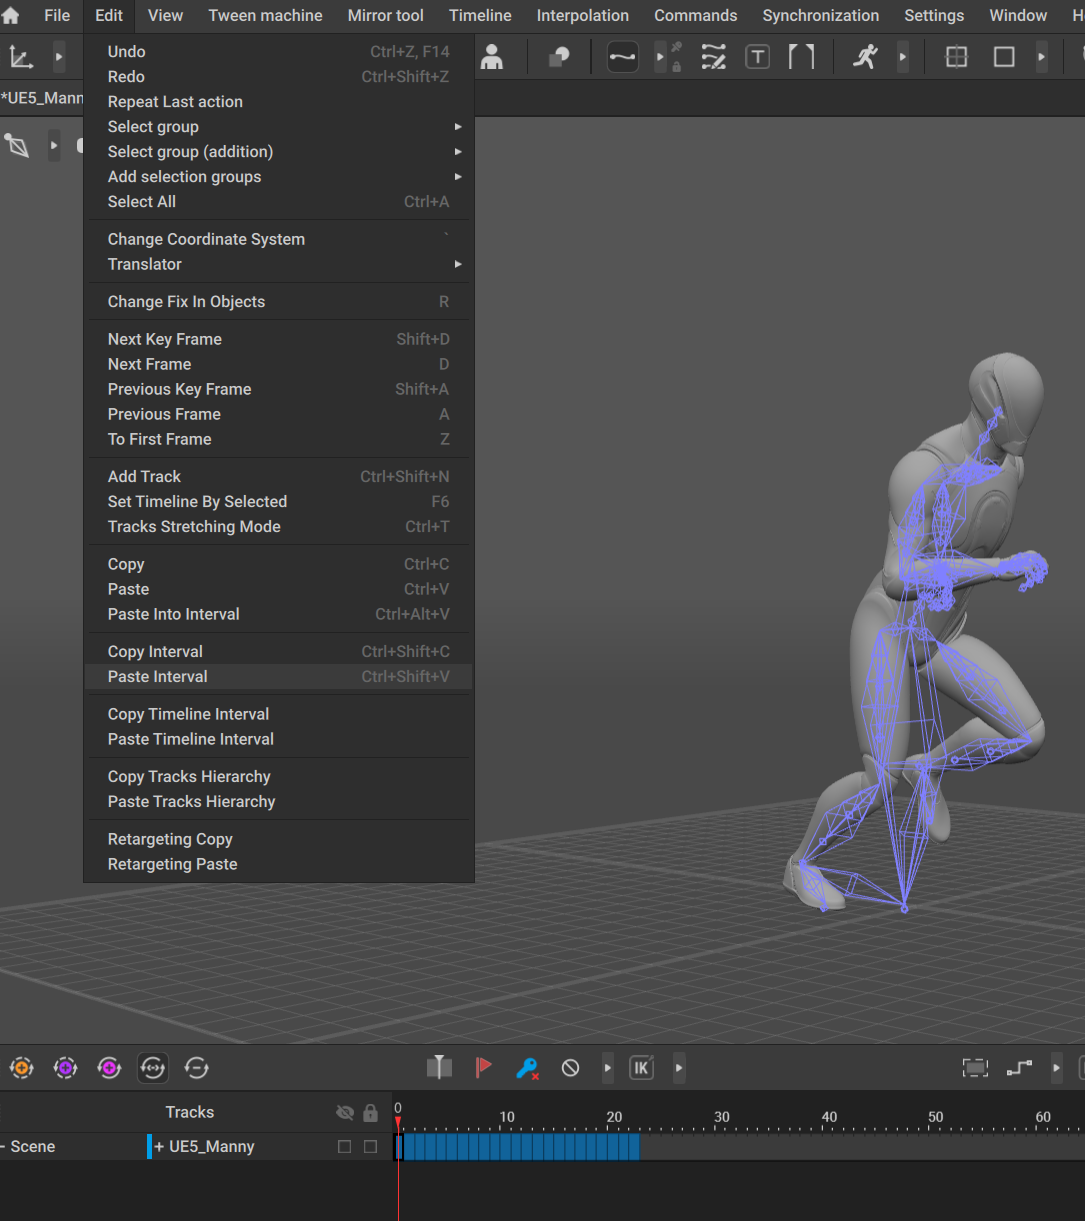 File Edit View Tween machine Mirror tool Timeline Interpolation Commands Synchronization Settings Window
T
*UE5_Mann
Undo Ctrl+Z, F14
Redo Ctrl+Shift+Z
Repeat Last action
Select group
Select group (addition)
Add selection groups
Select All Ctrl+A
Change Coordinate System `
Translator
Change Fix In Objects R
Next Key Frame Shift+D
Next Frame D
Previous Key Frame Shift+A
Previous Frame A
To First Frame Z
Add Track Ctrl+Shift+N
Set Timeline By Selected F6
Tracks Stretching Mode Ctrl+T
Copy Ctrl+C
Paste Ctrl+V
Paste Into Interval Ctrl+Alt+V
Copy Interval Ctrl+Shift+C
Paste Interval Ctrl+Shift+V
Copy Timeline Interval
Paste Timeline Interval
Copy Tracks Hierarchy
Paste Tracks Hierarchy
Retargeting Copy
Retargeting Paste
IK
Tracks 0 10 20 30 40 50 60
- Scene + UE5_Manny